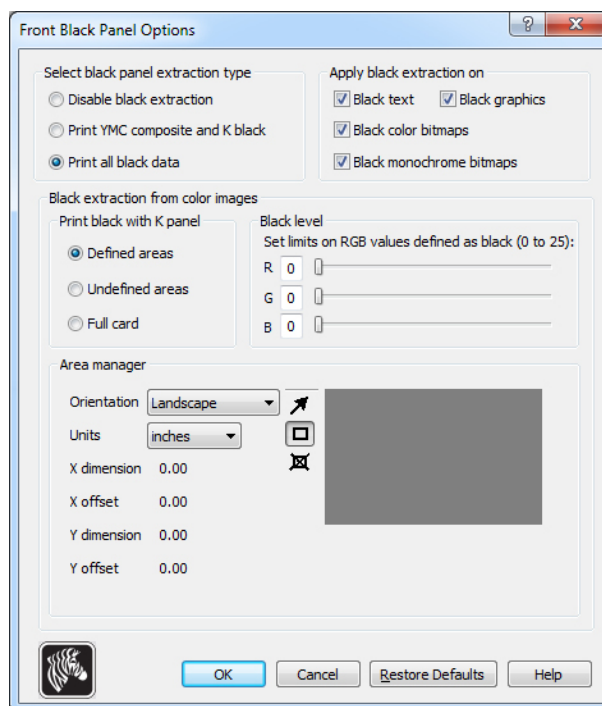 Front Black Panel Options
Select black panel extraction type
Disable black extraction
Print YMC composite and K black
Print all black data
Apply black extraction on
Black text
Black graphics
Black color bitmaps
Black monochrome bitmaps
Black extraction from color images
Print black with K panel
Defined areas
Undefined areas
Full card
Black level
Set limits on RGB values defined as black (0 to 25):
R 0
G 0
B 0
Area manager
Orientation Landscape
Units inches
X dimension 0.00
X offset 0.00
Y dimension 0.00
Y offset 0.00
OK Cancel Restore Defaults Help